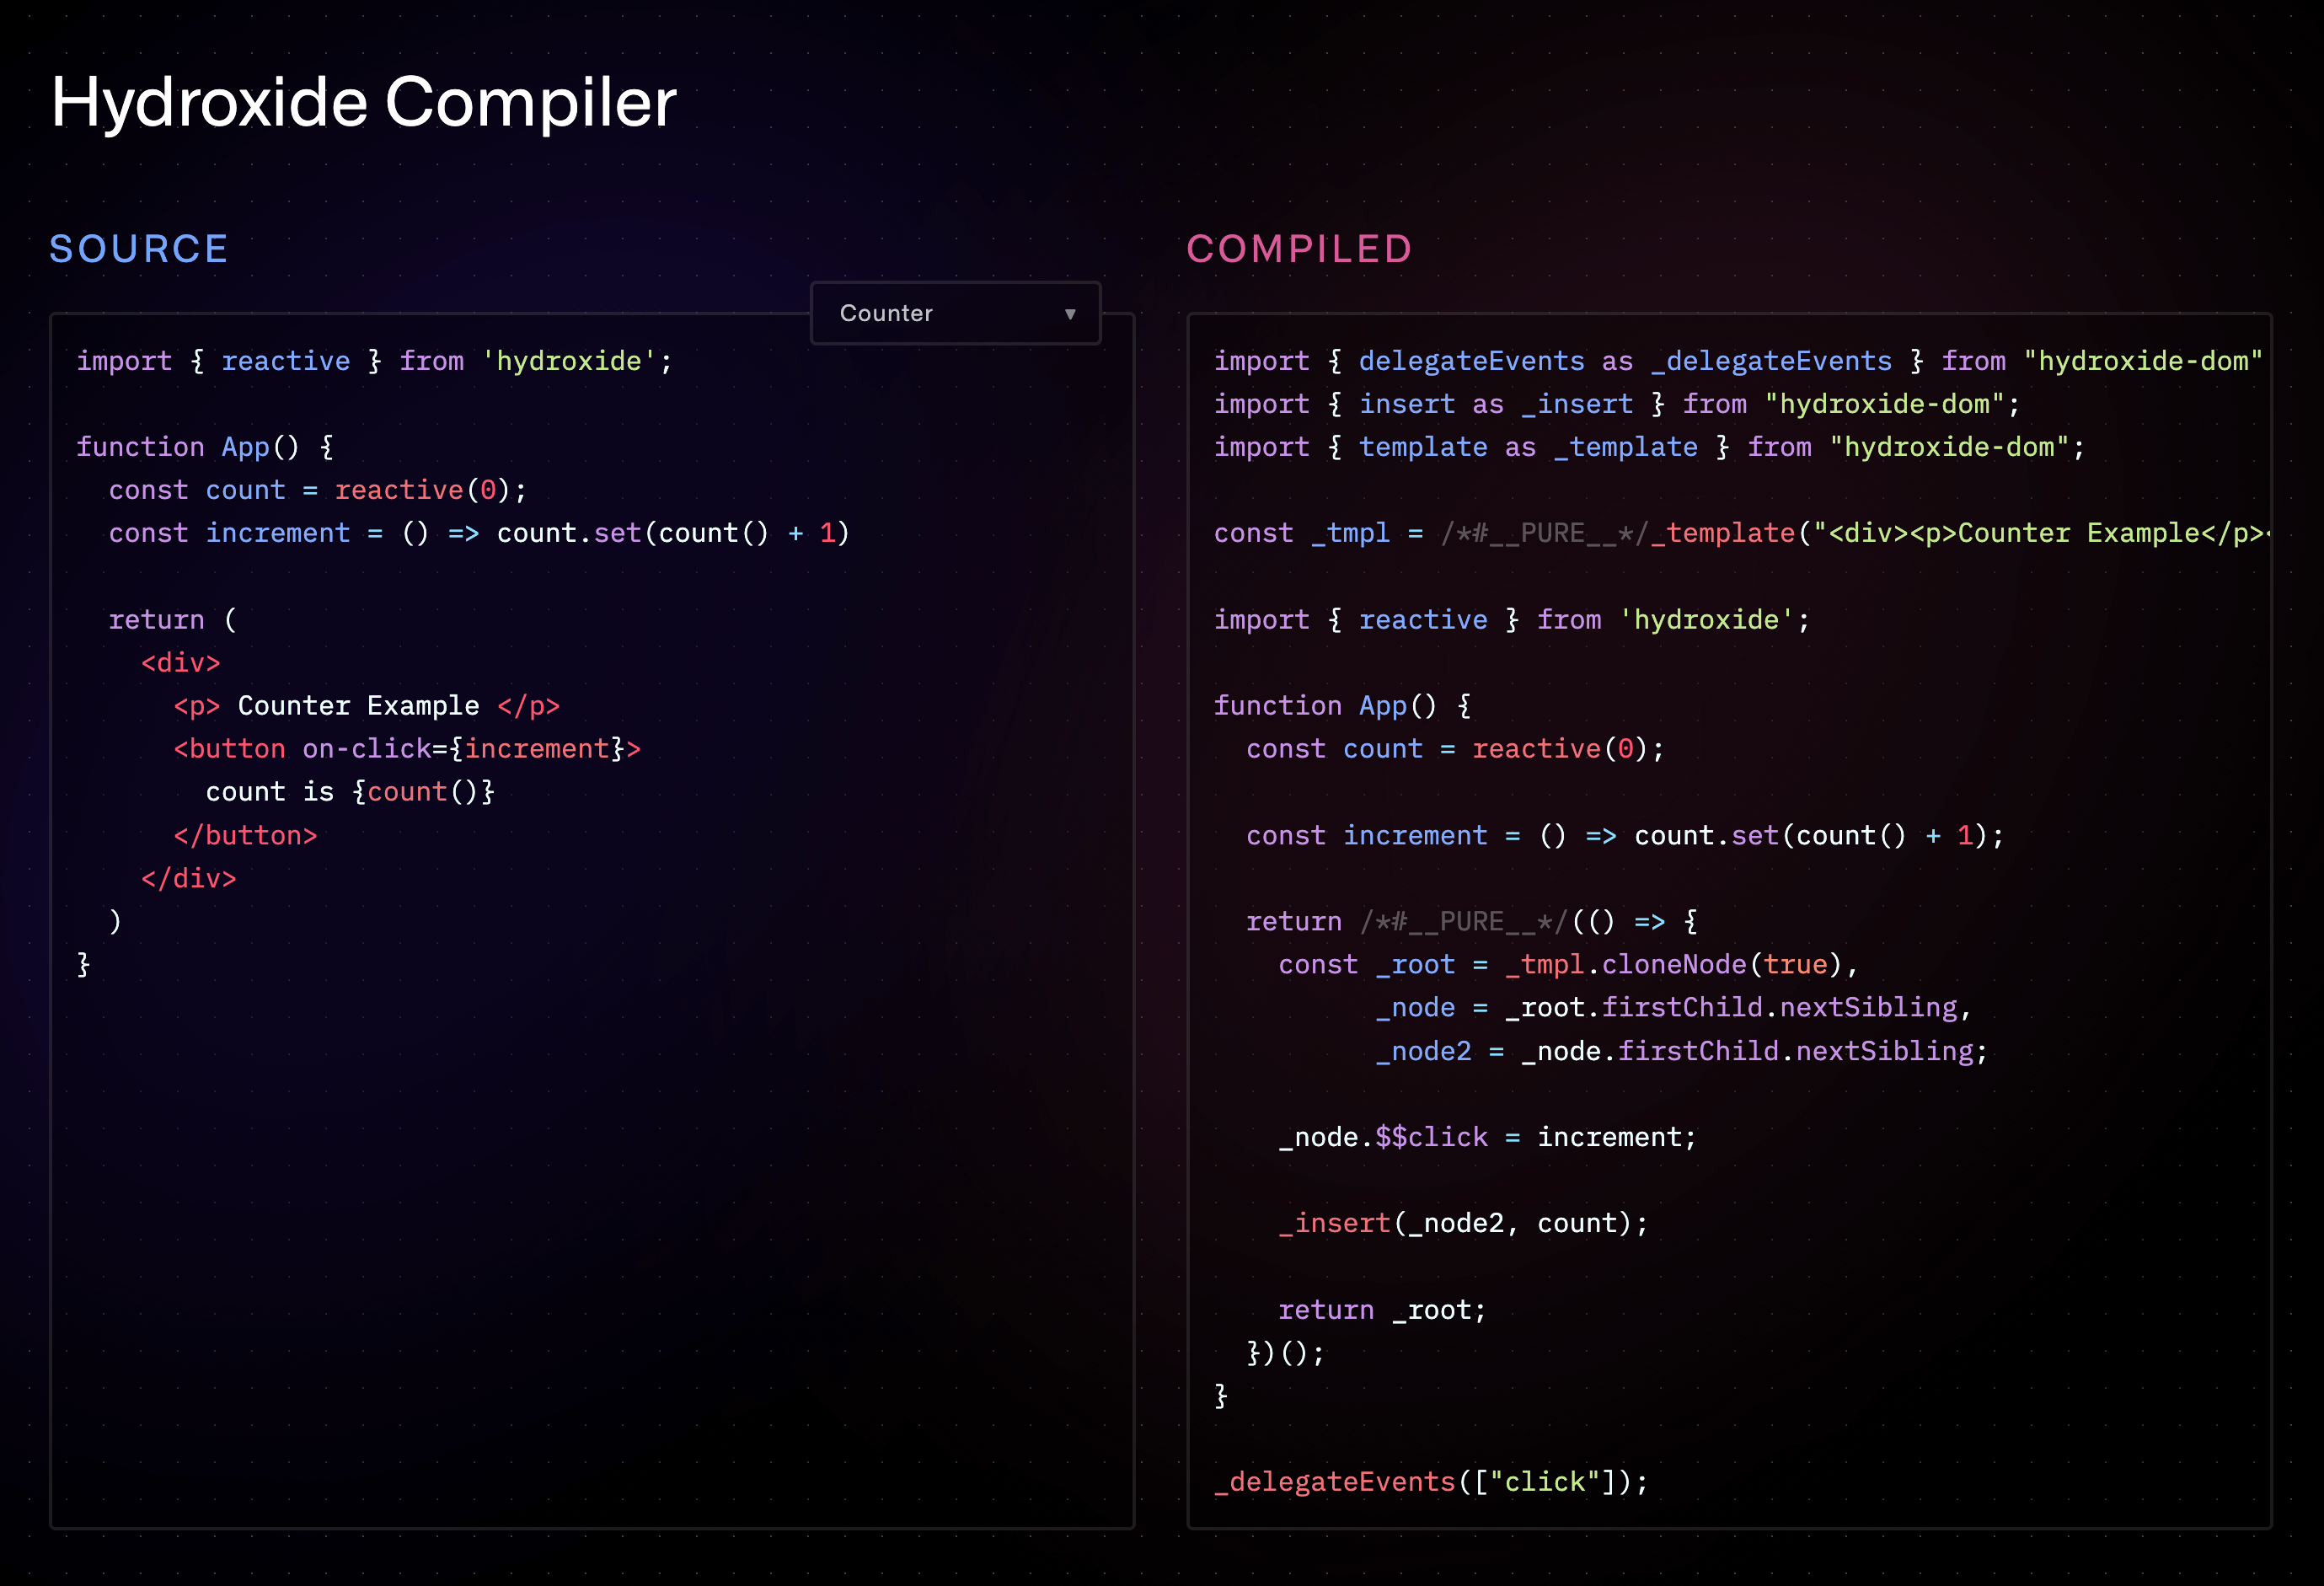 Hydroxide Compiler
SOURCE
Counter ▼
import { reactive } from 'hydroxide';
function App() {
  const count = reactive(0);
  const increment = () => count.set(count() + 1)
  return (
    <div>
      <p> Counter Example </p>
      <button on-click={increment}>
        count is {count()}
      </button>
    </div>
  )
}
COMPILED
import { delegateEvents as _delegateEvents } from "hydroxide-dom"
import { insert as _insert } from "hydroxide-dom";
import { template as _template } from "hydroxide-dom";
const _tmpl = /*#__PURE__*/_template("<div><p>Counter Example</p>
import { reactive } from 'hydroxide';
function App() {
  const count = reactive(0);
  const increment = () => count.set(count() + 1);
  return /*#__PURE__*/(() => {
    const _root = _tmpl.cloneNode(true),
          _node = _root.firstChild.nextSibling,
          _node2 = _node.firstChild.nextSibling;
    _node.$$click = increment;
    _insert(_node2, count);
    return _root;
  })();
}
_delegateEvents(["click"]);